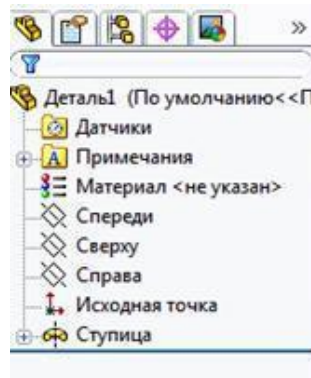 »
Деталь1 (По умолчанию<<П
Датчики
A Примечания
Материал <не указан>
Спереди
Сверху
Справа
Исходная точка
Ступица